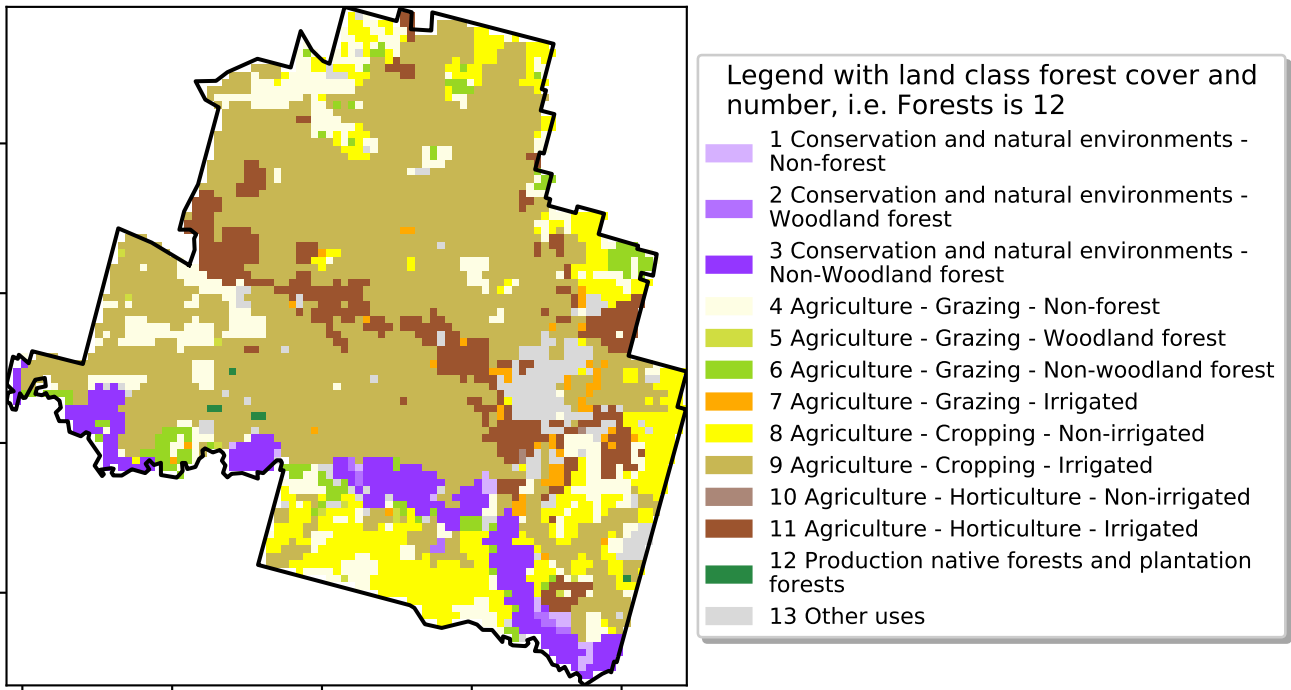 Legend with land class forest cover and
number, i.e. Forests is 12
1 Conservation and natural environments -
Non-forest
2 Conservation and natural environments -
Woodland forest
3 Conservation and natural environments -
Non-Woodland forest
4 Agriculture - Grazing - Non-forest
5 Agriculture - Grazing - Woodland forest
6 Agriculture - Grazing - Non-woodland forest
7 Agriculture - Grazing - Irrigated
8 Agriculture - Cropping - Non-irrigated
9 Agriculture - Cropping - Irrigated
10 Agriculture - Horticulture - Non-irrigated
11 Agriculture - Horticulture - Irrigated
12 Production native forests and plantation
forests
13 Other uses